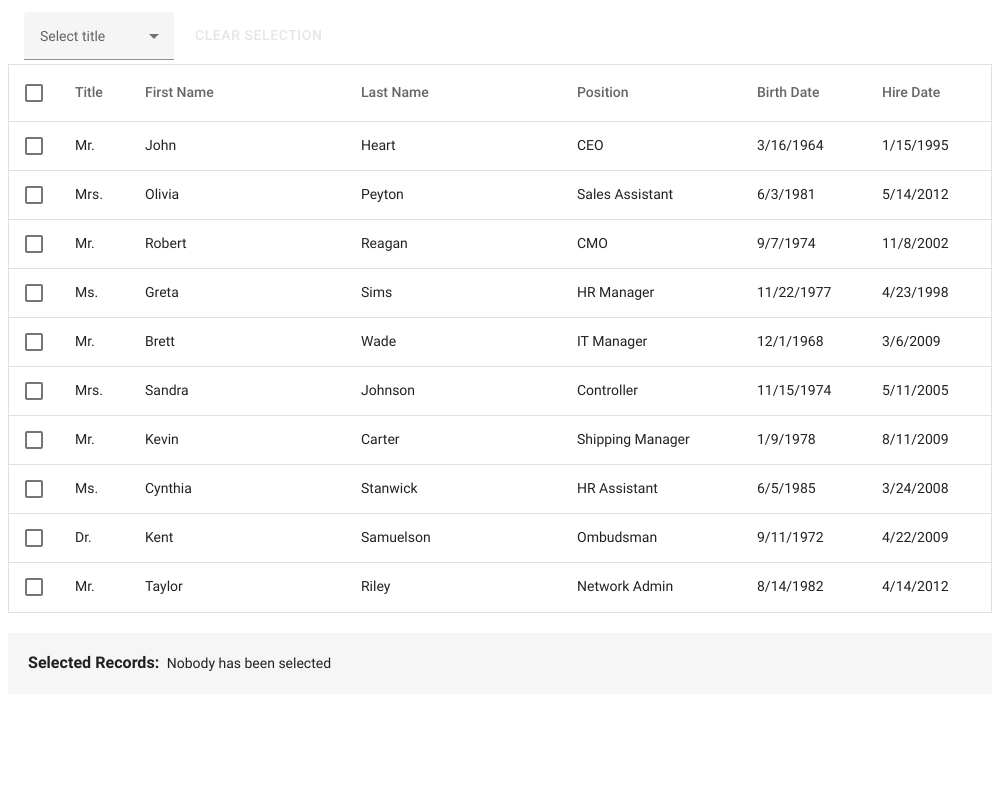 Select title CLEAR SELECTION
Title First Name Last Name Position Birth Date Hire Date
Mr. John Heart CEO 3/16/1964 1/15/1995
Mrs. Olivia Peyton Sales Assistant 6/3/1981 5/14/2012
Mr. Robert Reagan CMO 9/7/1974 11/8/2002
Ms. Greta Sims HR Manager 11/22/1977 4/23/1998
Mr. Brett Wade IT Manager 12/1/1968 3/6/2009
Mrs. Sandra Johnson Controller 11/15/1974 5/11/2005
Mr. Kevin Carter Shipping Manager 1/9/1978 8/11/2009
Ms. Cynthia Stanwick HR Assistant 6/5/1985 3/24/2008
Dr. Kent Samuelson Ombudsman 9/11/1972 4/22/2009
Mr. Taylor Riley Network Admin 8/14/1982 4/14/2012
Selected Records: Nobody has been selected